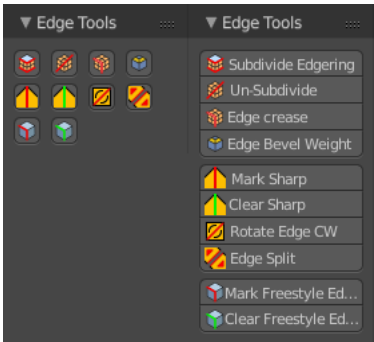 Edge Tools
Edge Tools
Subdivide Edgering
Un-Subdivide
Edge crease
Edge Bevel Weight
Mark Sharp
Clear Sharp
Rotate Edge CW
Edge Split
Mark Freestyle Ed...
Clear Freestyle Ed...